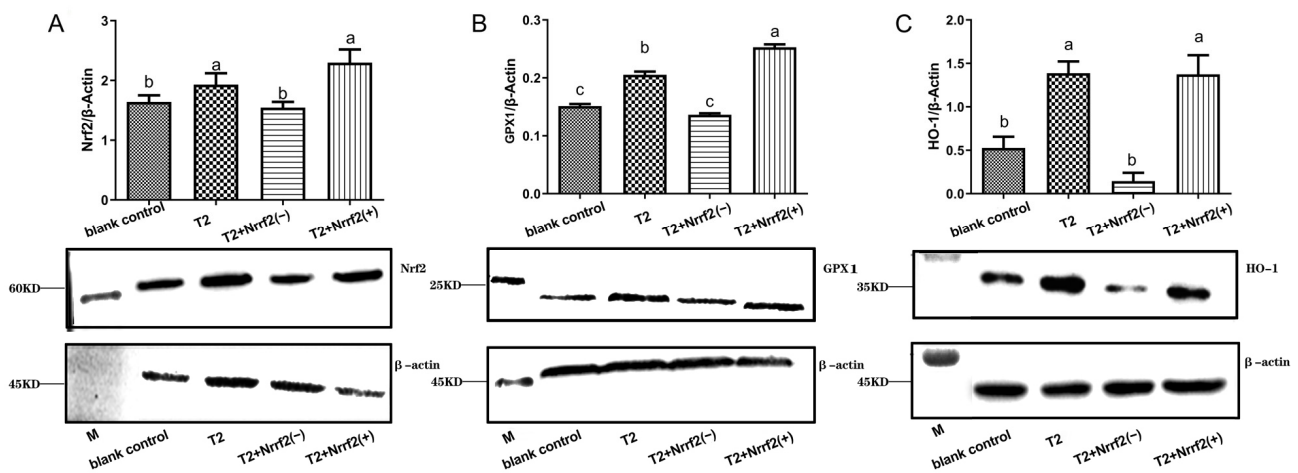 A
Nrf2/β-Actin
3
2
1
0
b
a
b
a
blank control
T2
T2+Nrrf2(−)
T2+Nrrf2(+)
60KD
Nrf2
45KD
β-actin
M
blank control
T2
T2+Nrrf2(−)
T2+Nrrf2(+)
B
GPX1/β-Actin
0.3
0.2
0.1
0.0
c
b
c
a
blank control
T2
T2+Nrrf2(−)
T2+Nrrf2(+)
25KD
GPX1
45KD
β-actin
M
blank control
T2
T2+Nrrf2(−)
T2+Nrrf2(+)
C
HO-1/β-Actin
2.0
1.5
1.0
0.5
0.0
b
a
b
a
blank control
T2
T2+Nrrf2(−)
T2+Nrrf2(+)
35KD
HO-1
45KD
β-actin
M
blank control
T2
T2+Nrrf2(−)
T2+Nrrf2(+)